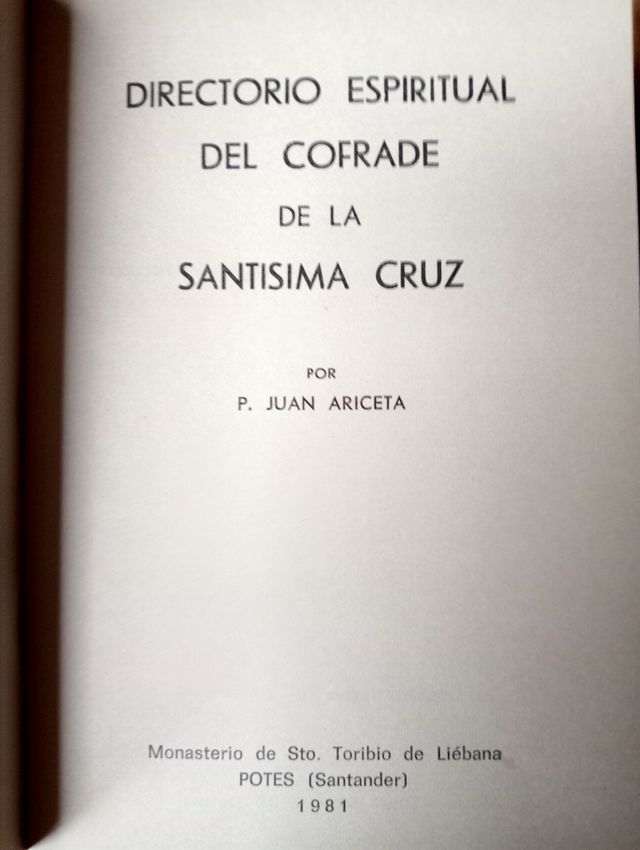 DIRECTORIO ESPIRITUAL
DEL COFRADE
DE LA
SANTISIMA CRUZ
POR
P. JUAN ARICETA
Monasterio de Sto. Toribio de Liébana
POTES (Santander)
1981